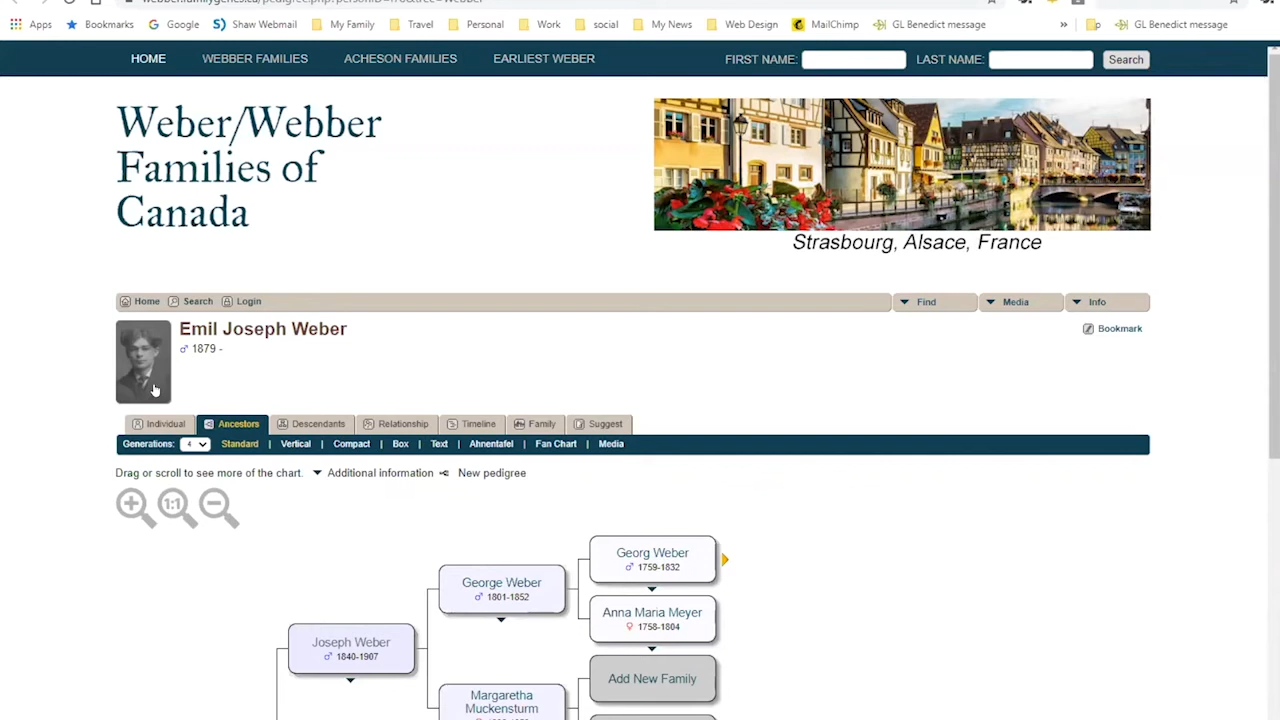 Apps Bookmarks Google Shaw Webmail My Family Travel Personal Work social My News Web Design MailChimp GL Benedict message » GL Benedict message
HOME WEBBER FAMILIES ACHESON FAMILIES EARLIEST WEBER FIRST NAME: LAST NAME: Search
Weber/Webber
Families of
Canada
Strasbourg, Alsace, France
Home Search Login Find Media Info
Emil Joseph Weber
♂ 1879 -
Bookmark
Individual Ancestors Descendants Relationship Timeline Family Suggest
Generations: 4 Standard | Vertical | Compact | Box | Text | Ahnentafel | Fan Chart | Media
Drag or scroll to see more of the chart. Additional information New pedigree
1:1
Georg Weber
♂ 1759-1832
George Weber
♂ 1801-1852
Anna Maria Meyer
♀ 1758-1804
Joseph Weber
♂ 1840-1907
Add New Family
Margaretha
Muckensturm